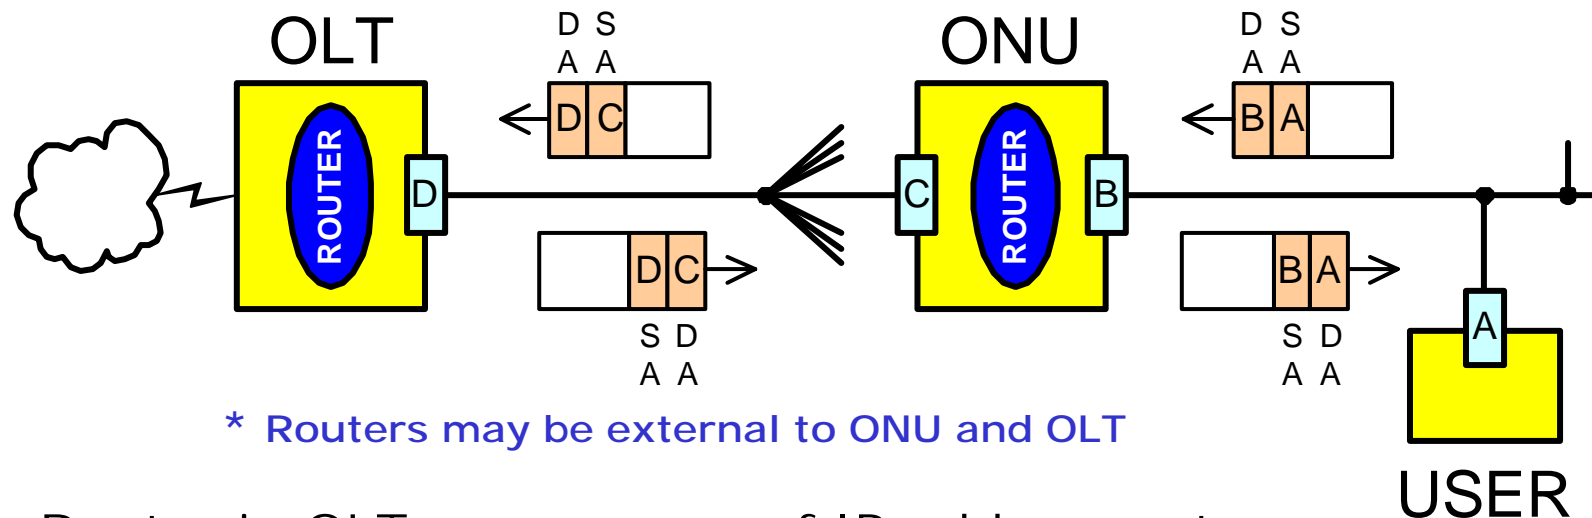 OLT
D S
A A
D C
ROUTER
D
D C
S D
A A
ONU
C
ROUTER
B
D S
A A
B A
B A
S D
A A
A
USER
* Routers may be external to ONU and OLT